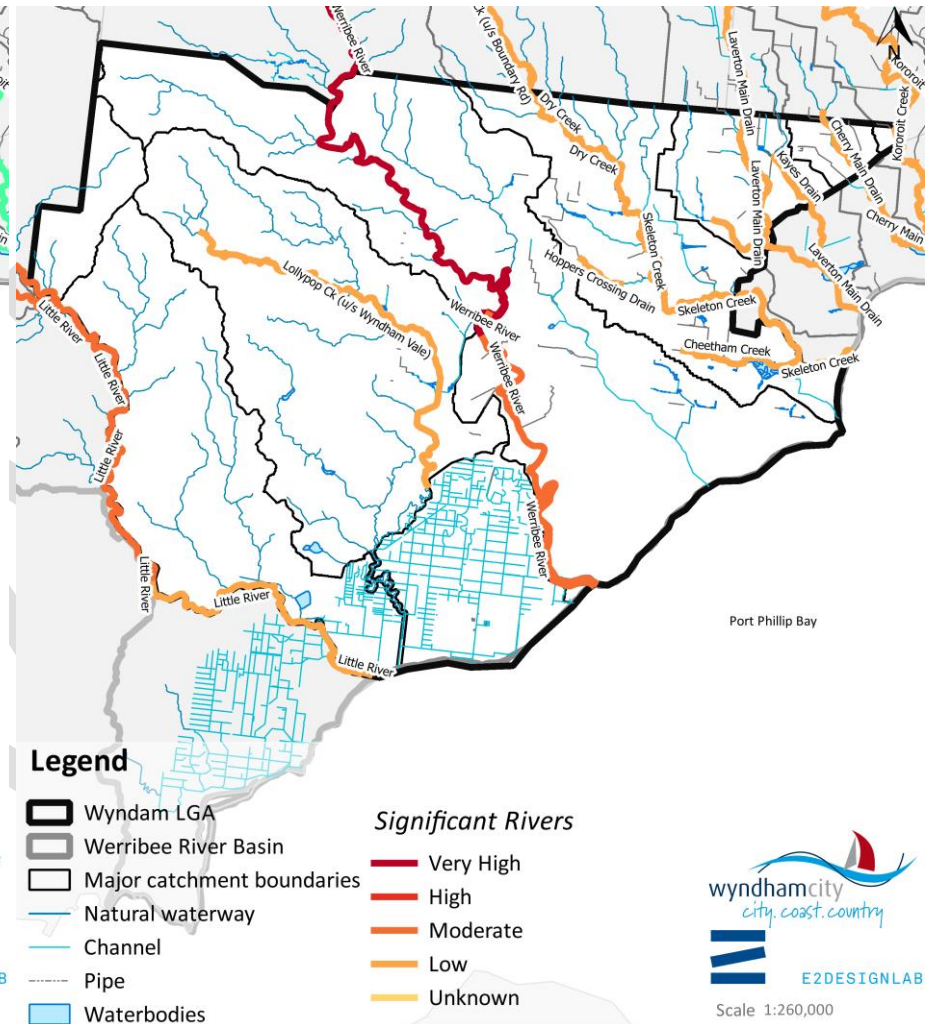 Werribee River
Ck (u/s Boundary Rd)
Dry Creek
Dry Creek
Laverton Main Drain
Laverton Main Drain
Kayes Drain
Cherry Main Drain
Cherry Main
Kororoit
Kororoit Creek
N
Laverton Main Drain
Skeleton Creek
Hoppers Crossing Drain
Skeleton Creek
Cheetham Creek
Skeleton Creek
Lollypop Ck (u/s Wyndham Vale)
Werribee River
Werribee River
Werribee River
Little River
Little River
Little River
Little River
Little River
Little River
Port Phillip Bay
Legend
Wyndam LGA
Werribee River Basin
Major catchment boundaries
Natural waterway
Channel
Pipe
Waterbodies
Significant Rivers
Very High
High
Moderate
Low
Unknown
wyndhamcity
city. coast. country
E2DESIGNLAB
Scale 1:260,000